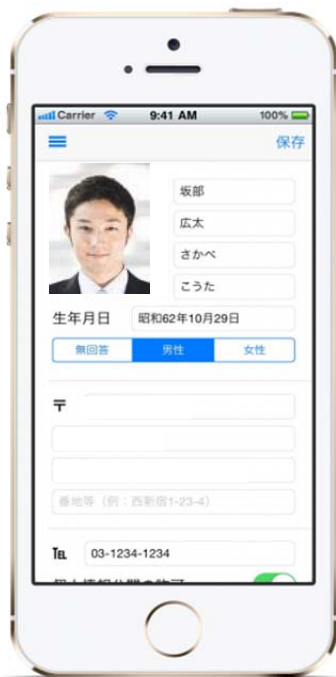 Carrier 9:41 AM 100%
保存
坂部
広太
さかべ
こうた
生年月日 昭和62年10月29日
無回答 男性 女性
〒
番地等（例：西新宿1-23-4）
TEL 03-1234-1234